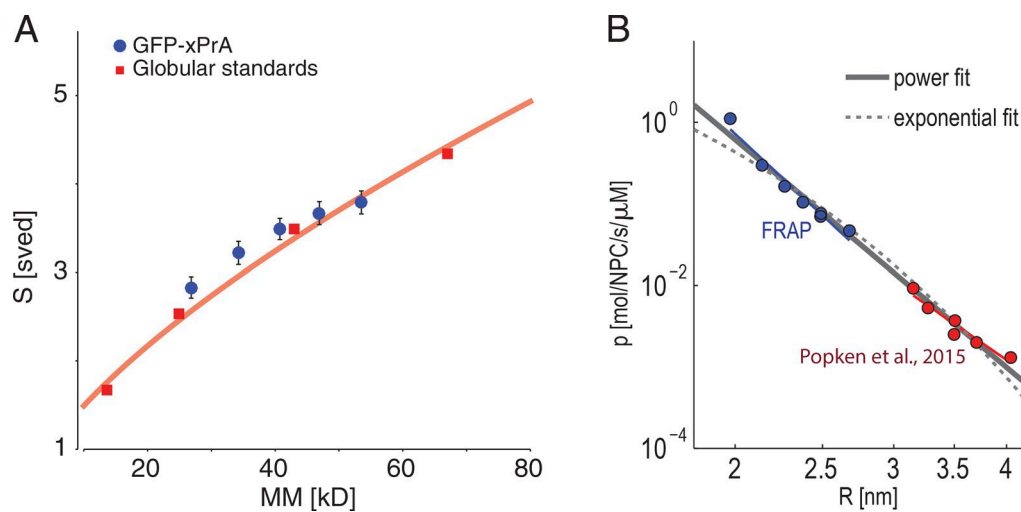 A
GFP-xPrA
Globular standards
5
3
1
S [sved]
20
40
60
80
MM [kD]
B
power fit
exponential fit
10^0
10^-2
10^-4
p [mol/NPC/s/μM]
FRAP
Popken et al., 2015
2
2.5
3
3.5
4
R [nm]